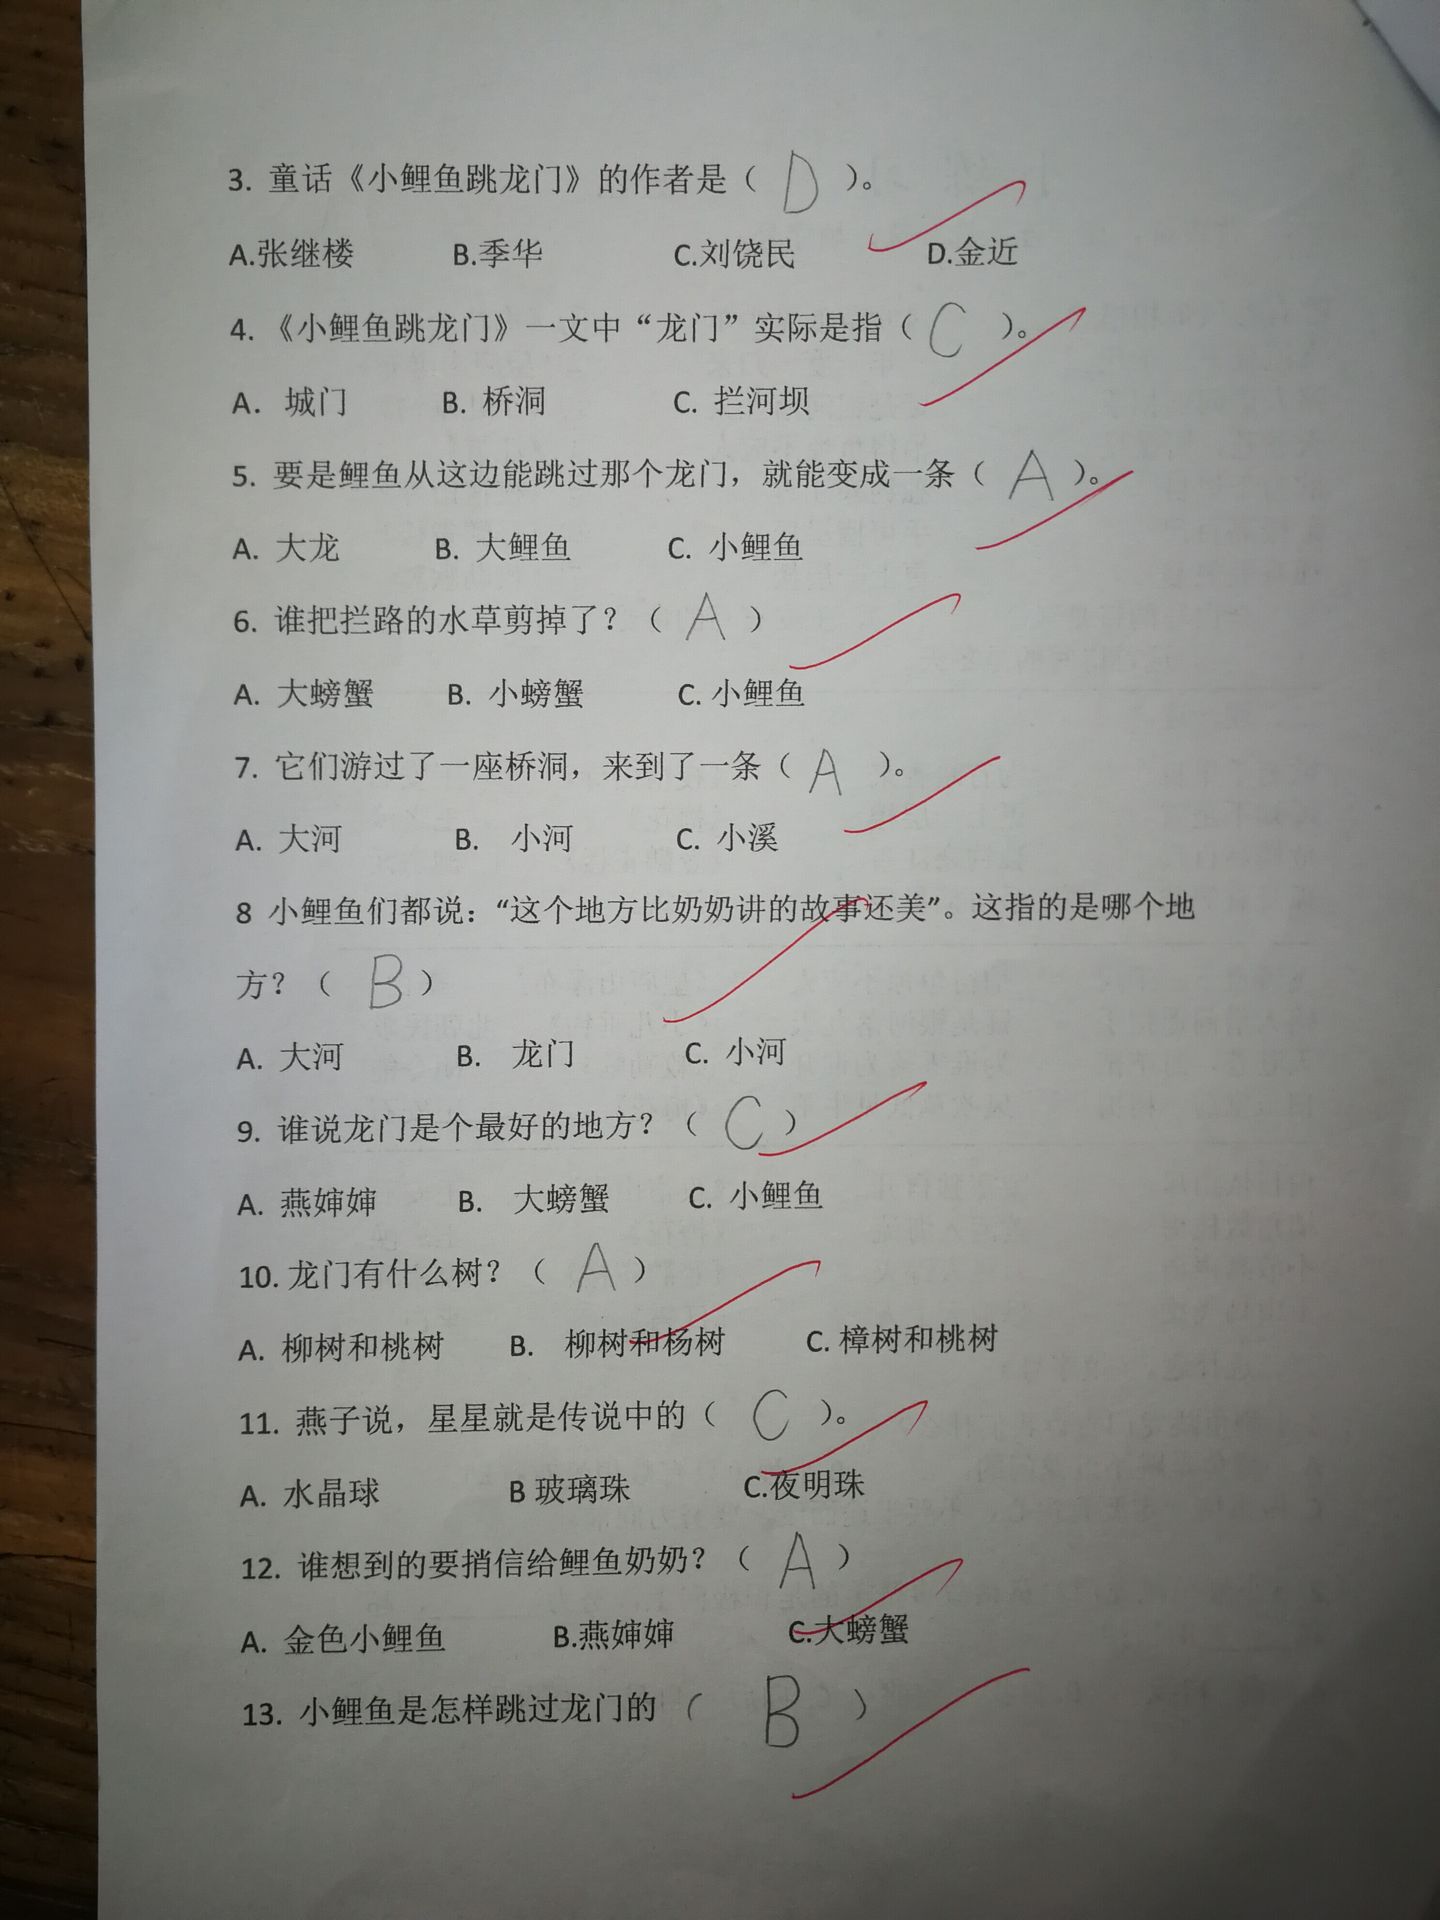 3. 童话《小鲤鱼跳龙门》的作者是（ D ）。
A.张继楼 B.季华 C.刘饶民 D.金近
4.《小鲤鱼跳龙门》一文中“龙门”实际是指（ C ）。
A. 城门 B. 桥洞 C. 拦河坝
5. 要是鲤鱼从这边能跳过那个龙门，就能变成一条（ A ）。
A. 大龙 B. 大鲤鱼 C. 小鲤鱼
6. 谁把拦路的水草剪掉了？（ A ）
A. 大螃蟹 B. 小螃蟹 C. 小鲤鱼
7. 它们游过了一座桥洞，来到了一条（ A ）。
A. 大河 B. 小河 C. 小溪
8 小鲤鱼们都说：“这个地方比奶奶讲的故事还美”。这指的是哪个地
方？（ B ）
A. 大河 B. 龙门 C. 小河
9. 谁说龙门是个最好的地方？（ C ）
A. 燕婶婶 B. 大螃蟹 C. 小鲤鱼
10. 龙门有什么树？（ A ）
A. 柳树和桃树 B. 柳树和杨树 C. 樟树和桃树
11. 燕子说，星星就是传说中的（ C ）。
A. 水晶球 B 玻璃珠 C.夜明珠
12. 谁想到的要捎信给鲤鱼奶奶？（ A ）
A. 金色小鲤鱼 B.燕婶婶 C.大螃蟹
13. 小鲤鱼是怎样跳过龙门的（ B ）